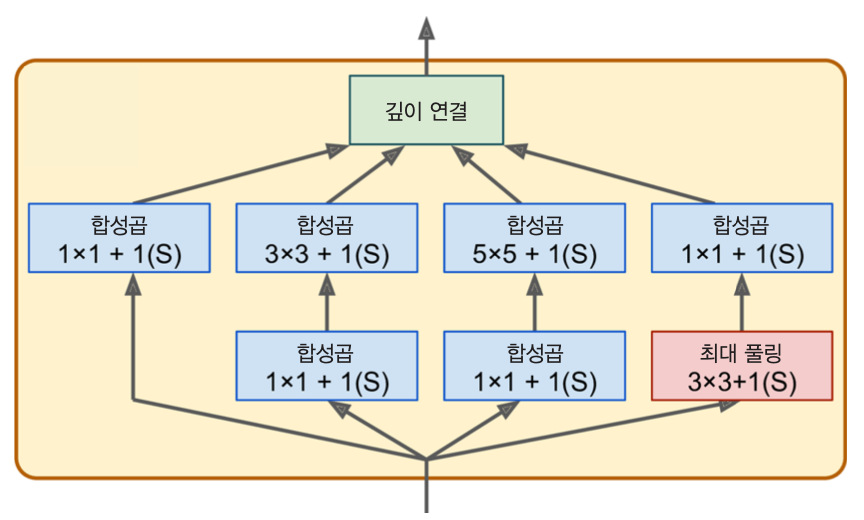 깊이 연결
합성곱
1×1 + 1(S)
합성곱
3×3 + 1(S)
합성곱
5×5 + 1(S)
합성곱
1×1 + 1(S)
합성곱
1×1 + 1(S)
합성곱
1×1 + 1(S)
최대 풀링
3×3+1(S)